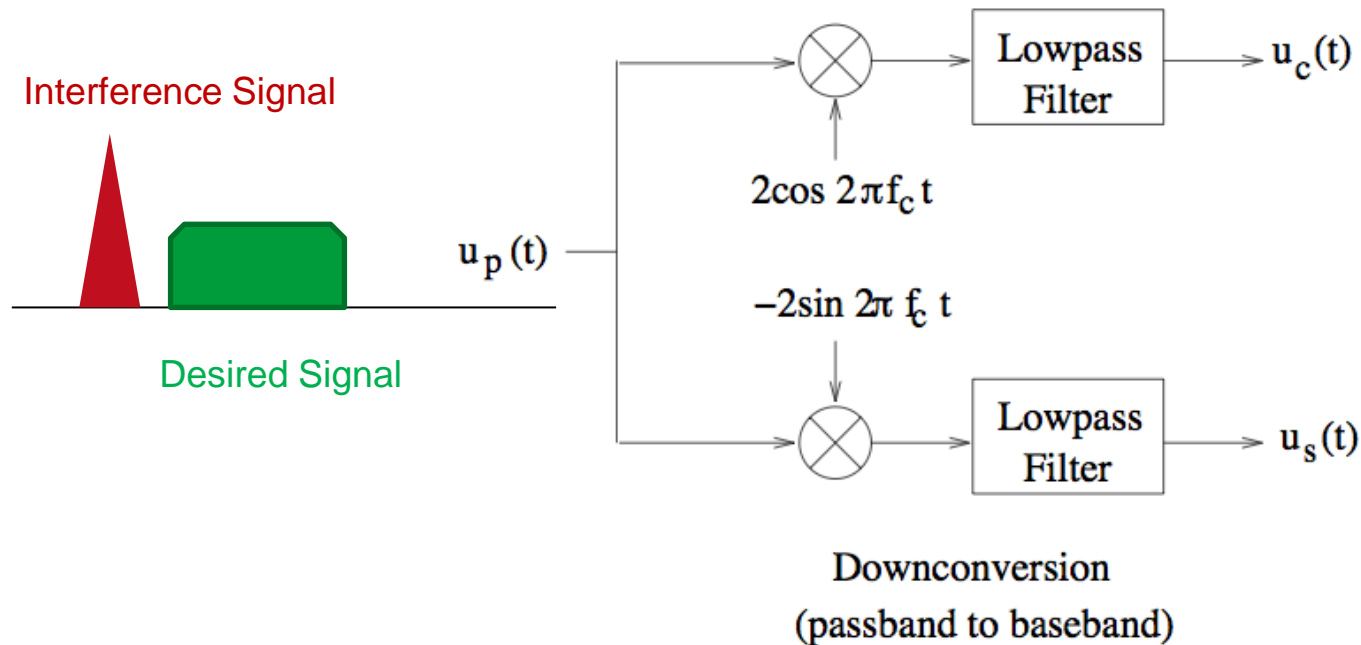 Interference Signal
Desired Signal
u_p(t)
2cos 2πf_c t
−2sin 2π f_c t
Lowpass
Filter
u_c(t)
Lowpass
Filter
u_s(t)
Downconversion
(passband to baseband)